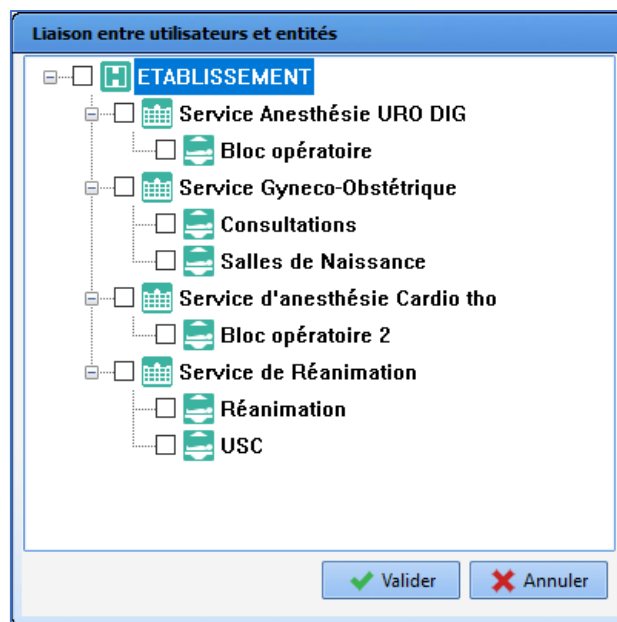 Liaison entre utilisateurs et entités
ETABLISSEMENT
Service Anesthésie URO DIG
Bloc opératoire
Service Gyneco-Obstétrique
Consultations
Salles de Naissance
Service d'anesthésie Cardio tho
Bloc opératoire 2
Service de Réanimation
Réanimation
USC
Valider Annuler